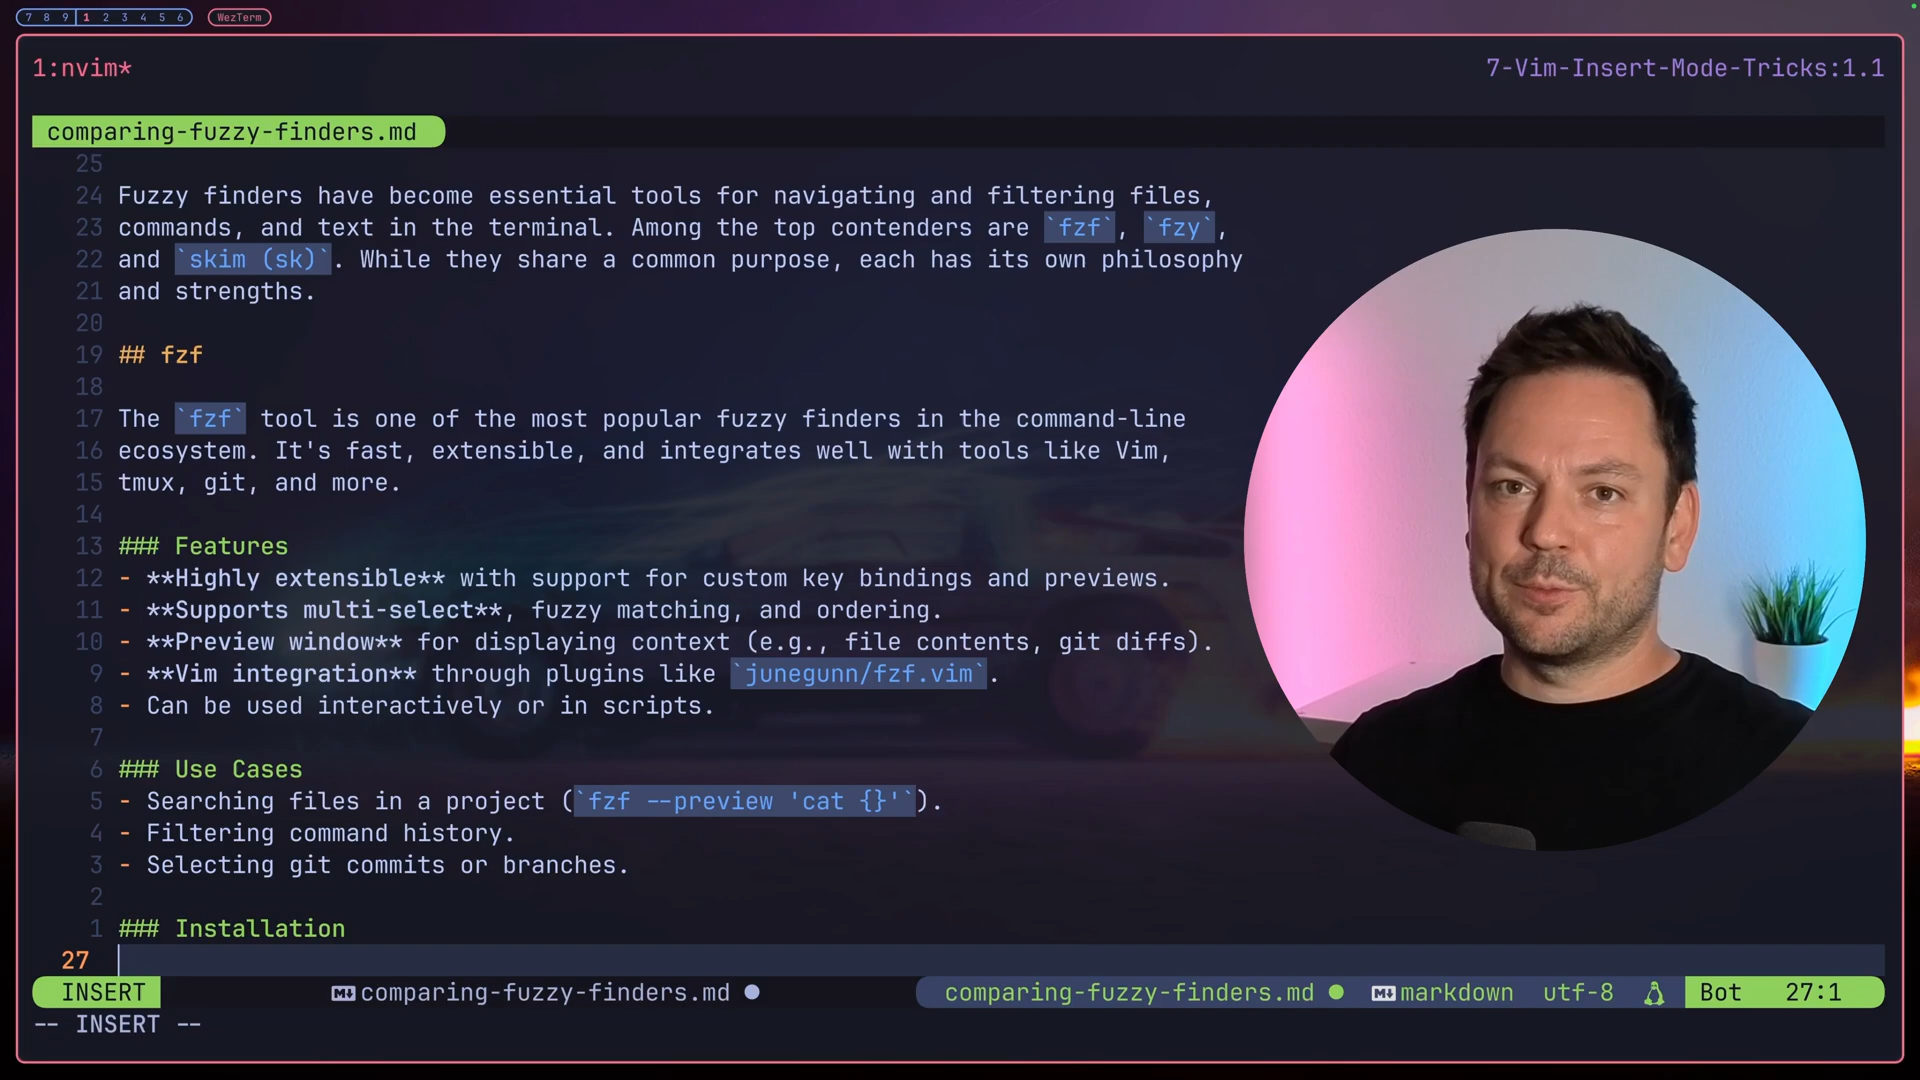 7 8 9 1 2 3 4 5 6 WezTerm
1:nvim* 7-Vim-Insert-Mode-Tricks:1.1
comparing-fuzzy-finders.md
25
24 Fuzzy finders have become essential tools for navigating and filtering files,
23 commands, and text in the terminal. Among the top contenders are `fzf`, `fzy`,
22 and `skim (sk)`. While they share a common purpose, each has its own philosophy
21 and strengths.
20
19 ## fzf
18
17 The `fzf` tool is one of the most popular fuzzy finders in the command-line
16 ecosystem. It's fast, extensible, and integrates well with tools like Vim,
15 tmux, git, and more.
14
13 ### Features
12 - **Highly extensible** with support for custom key bindings and previews.
11 - **Supports multi-select**, fuzzy matching, and ordering.
10 - **Preview window** for displaying context (e.g., file contents, git diffs).
9 - **Vim integration** through plugins like `junegunn/fzf.vim`.
8 - Can be used interactively or in scripts.
7
6 ### Use Cases
5 - Searching files in a project (`fzf --preview 'cat {}'`).
4 - Filtering command history.
3 - Selecting git commits or branches.
2
1 ### Installation
27
INSERT comparing-fuzzy-finders.md comparing-fuzzy-finders.md markdown utf-8 Bot 27:1
-- INSERT --